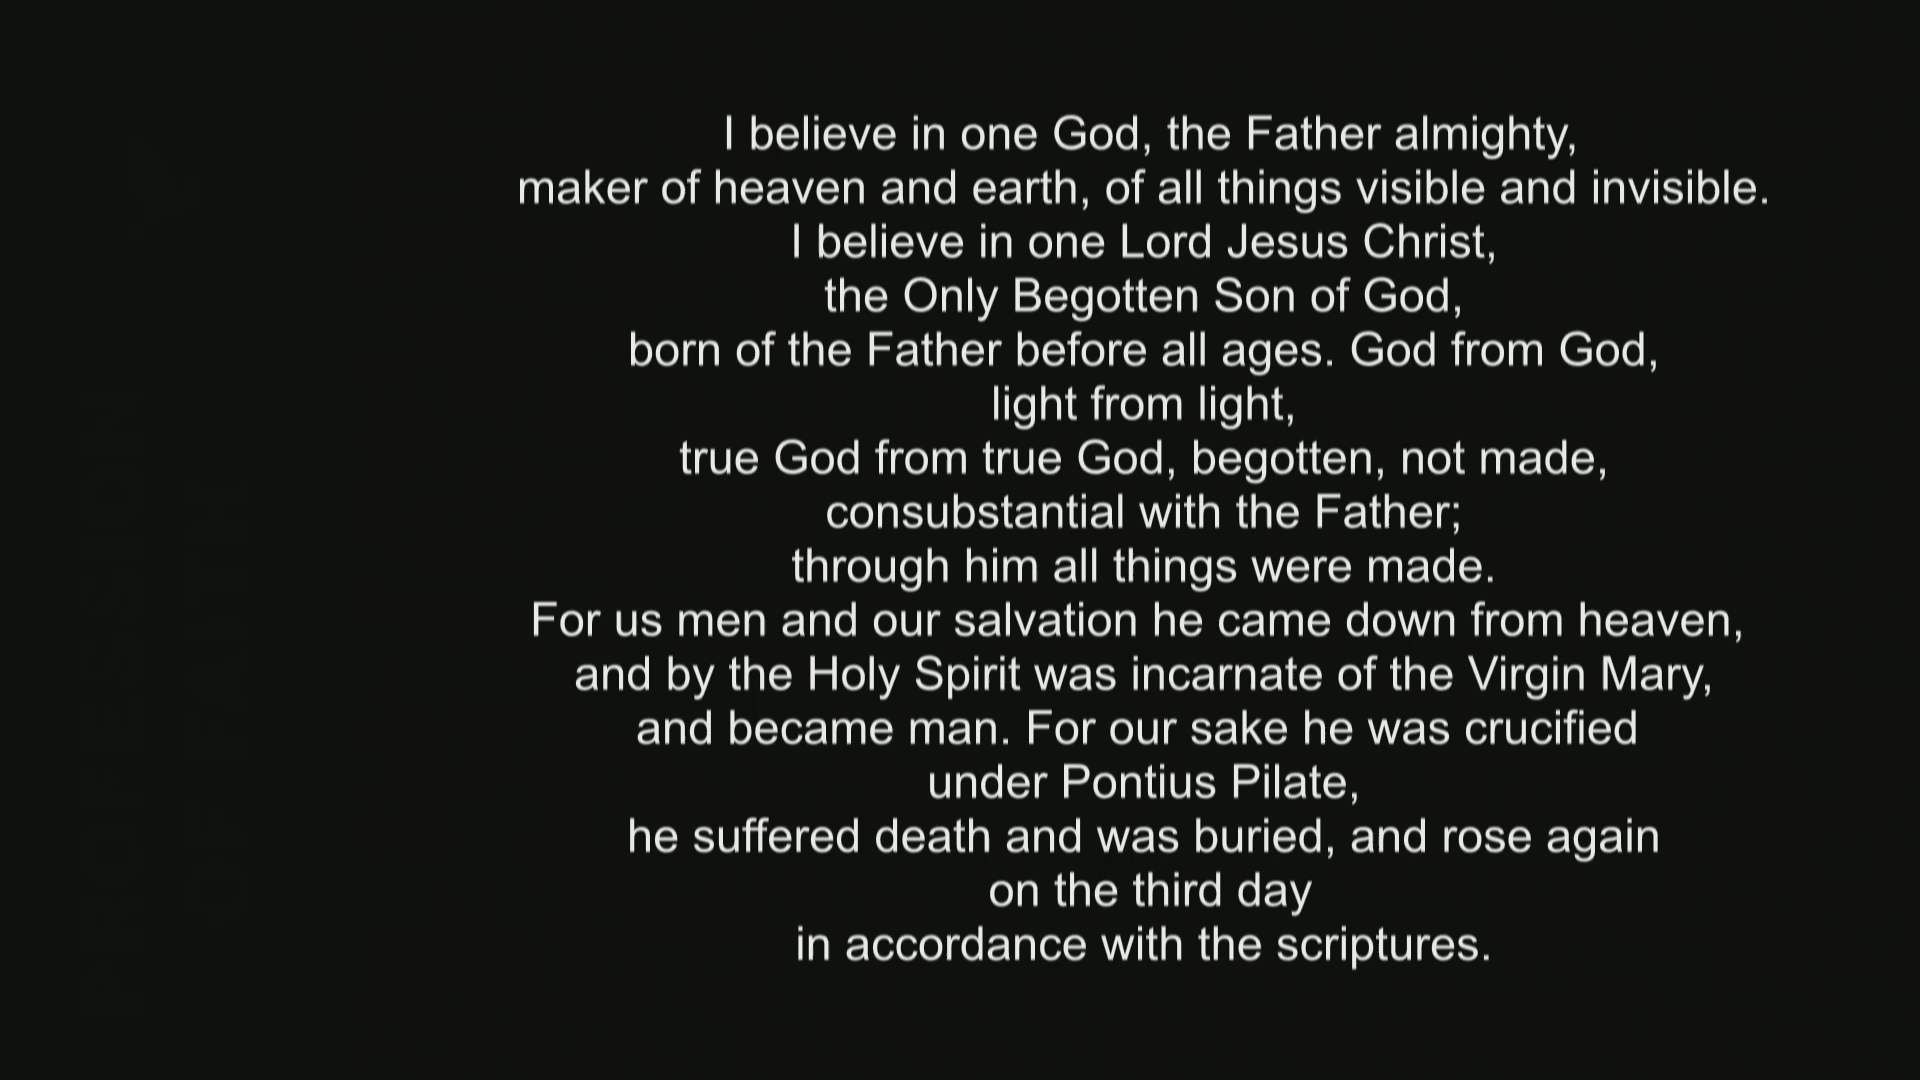 PROFESSION
OF FAITH
I believe in one God, the Father almighty,
maker of heaven and earth, of all things visible and invisible.
I believe in one Lord Jesus Christ,
the Only Begotten Son of God,
born of the Father before all ages. God from God,
light from light,
true God from true God, begotten, not made,
consubstantial with the Father;
through him all things were made.
For us men and our salvation he came down from heaven,
and by the Holy Spirit was incarnate of the Virgin Mary,
and became man. For our sake he was crucified
under Pontius Pilate,
he suffered death and was buried, and rose again
on the third day
in accordance with the scriptures.